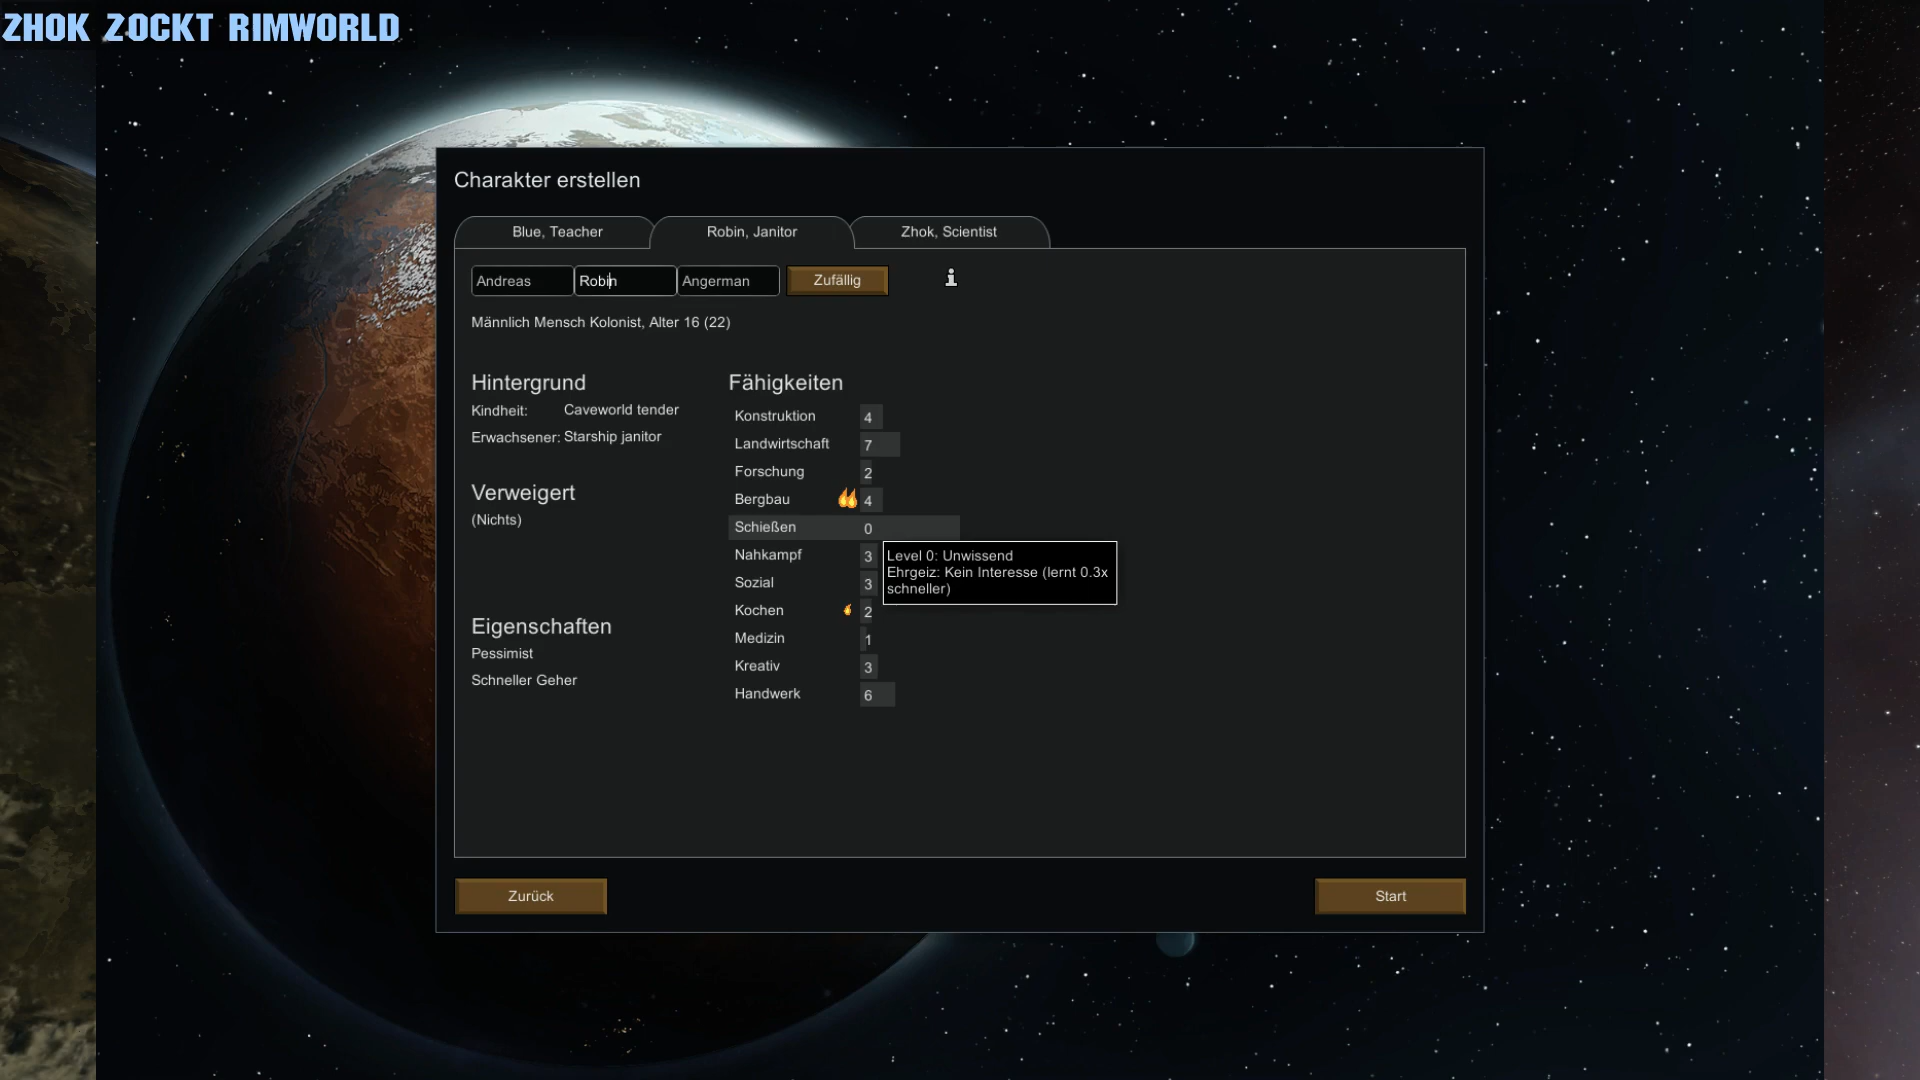 ZHOK ZOCKT RIMWORLD
Charakter erstellen
Blue, Teacher
Robin, Janitor
Zhok, Scientist
Andreas
Robin
Angerman
Zufällig
Männlich Mensch Kolonist, Alter 16 (22)
Hintergrund
Kindheit: Caveworld tender
Erwachsener: Starship janitor
Verweigert
(Nichts)
Eigenschaften
Pessimist
Schneller Geher
Fähigkeiten
Konstruktion 4
Landwirtschaft 7
Forschung 2
Bergbau 4
Schießen 0
Nahkampf 3
Sozial 3
Kochen 2
Medizin 1
Kreativ 3
Handwerk 6
Level 0: Unwissend
Ehrgeiz: Kein Interesse (lernt 0.3x
schneller)
Zurück
Start